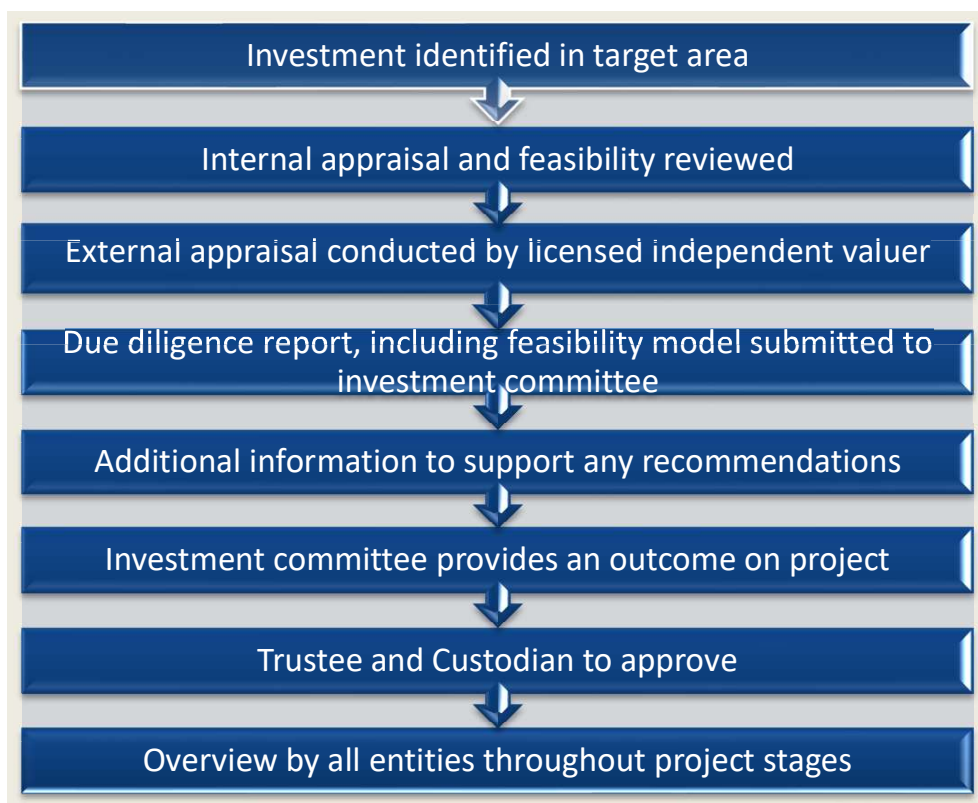 Investment identified in target area
Internal appraisal and feasibility reviewed
External appraisal conducted by licensed independent valuer
Due diligence report, including feasibility model submitted to
investment committee
Additional information to support any recommendations
Investment committee provides an outcome on project
Trustee and Custodian to approve
Overview by all entities throughout project stages